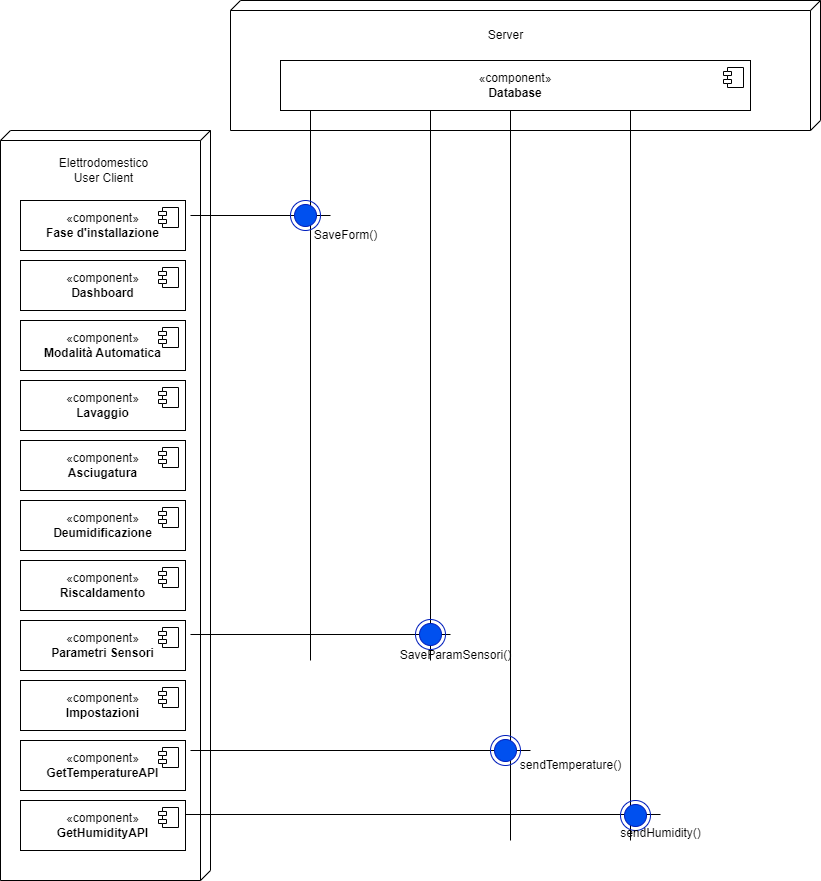 Server
«component»
Database
Elettrodomestico
User Client
«component»
Fase d'installazione
SaveForm()
«component»
Dashboard
«component»
Modalità Automatica
«component»
Lavaggio
«component»
Asciugatura
«component»
Deumidificazione
«component»
Riscaldamento
«component»
Parametri Sensori
SaveParamSensori()
«component»
Impostazioni
«component»
GetTemperatureAPI
sendTemperature()
«component»
GetHumidityAPI
sendHumidity()